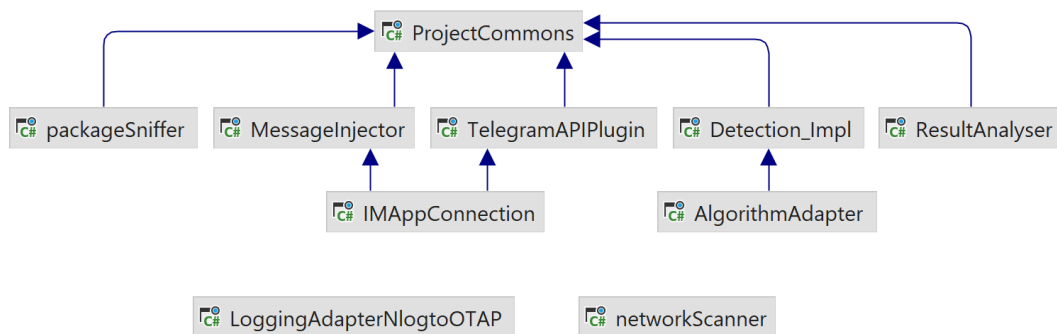 C# ProjectCommons
C# packageSniffer
C# MessageInjector
C# TelegramAPIPlugin
C# Detection_Impl
C# ResultAnalyser
C# IMAppConnection
C# AlgorithmAdapter
C# LoggingAdapterNlogtoOTAP
C# networkScanner